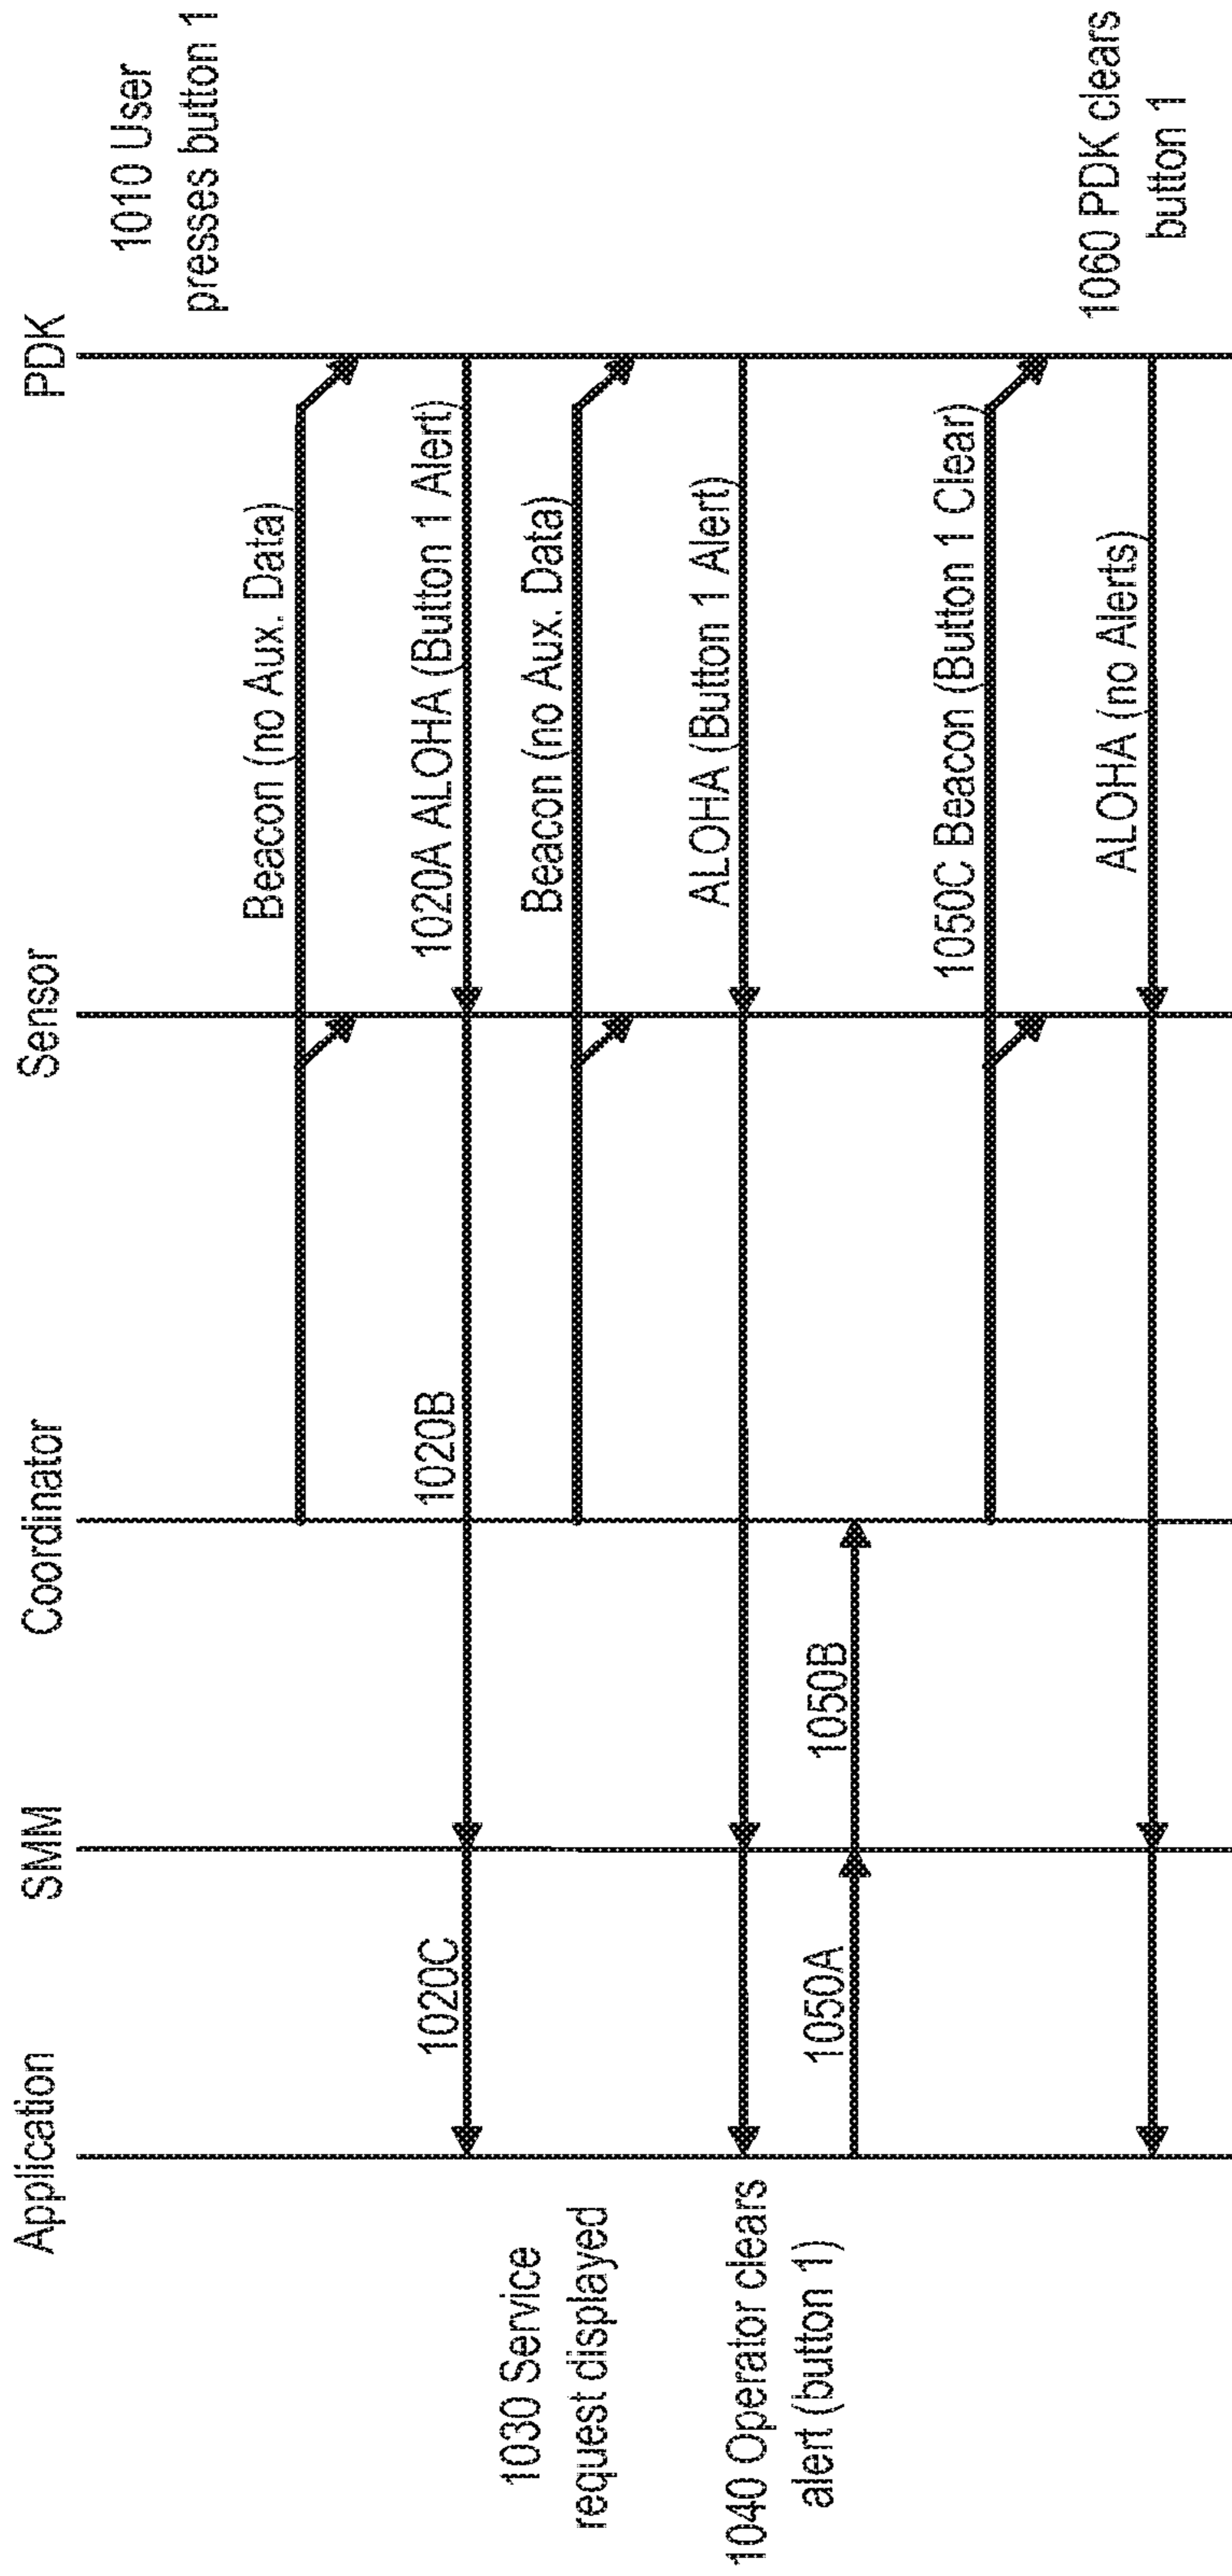 Application
SMM
Coordinator
Sensor
PDK
1010 User
presses button 1
Beacon (no Aux. Data)
1020C
1020B
1020A ALOHA (Button 1 Alert)
1030 Service
request displayed
Beacon (no Aux. Data)
ALOHA (Button 1 Alert)
1040 Operator clears
alert (button 1)
1050A
1050B
1050C Beacon (Button 1 Clear)
1060 PDK clears
button 1
ALOHA (no Alerts)